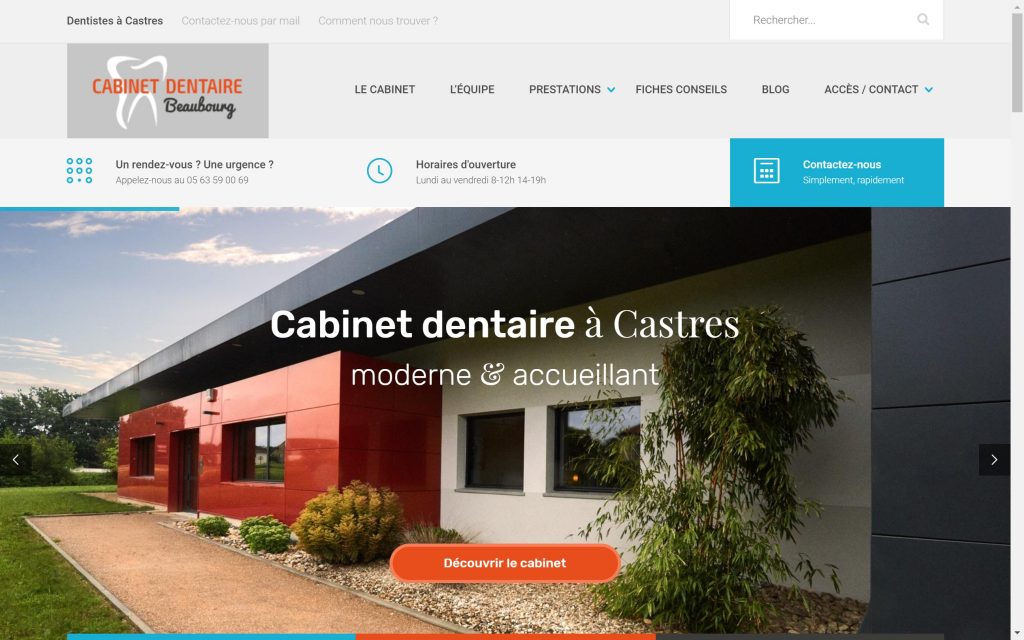 Dentistes à Castres Contactez-nous par mail Comment nous trouver ? Rechercher...
CABINET DENTAIRE
Beaubourg
LE CABINET L'ÉQUIPE PRESTATIONS FICHES CONSEILS BLOG ACCÈS / CONTACT
Un rendez-vous ? Une urgence ? Horaires d'ouverture Contactez-nous
Appelez-nous au 05 63 59 00 69 Lundi au vendredi 8-12h 14-19h Simplement, rapidement
Cabinet dentaire à Castres
moderne & accueillant
Découvrir le cabinet